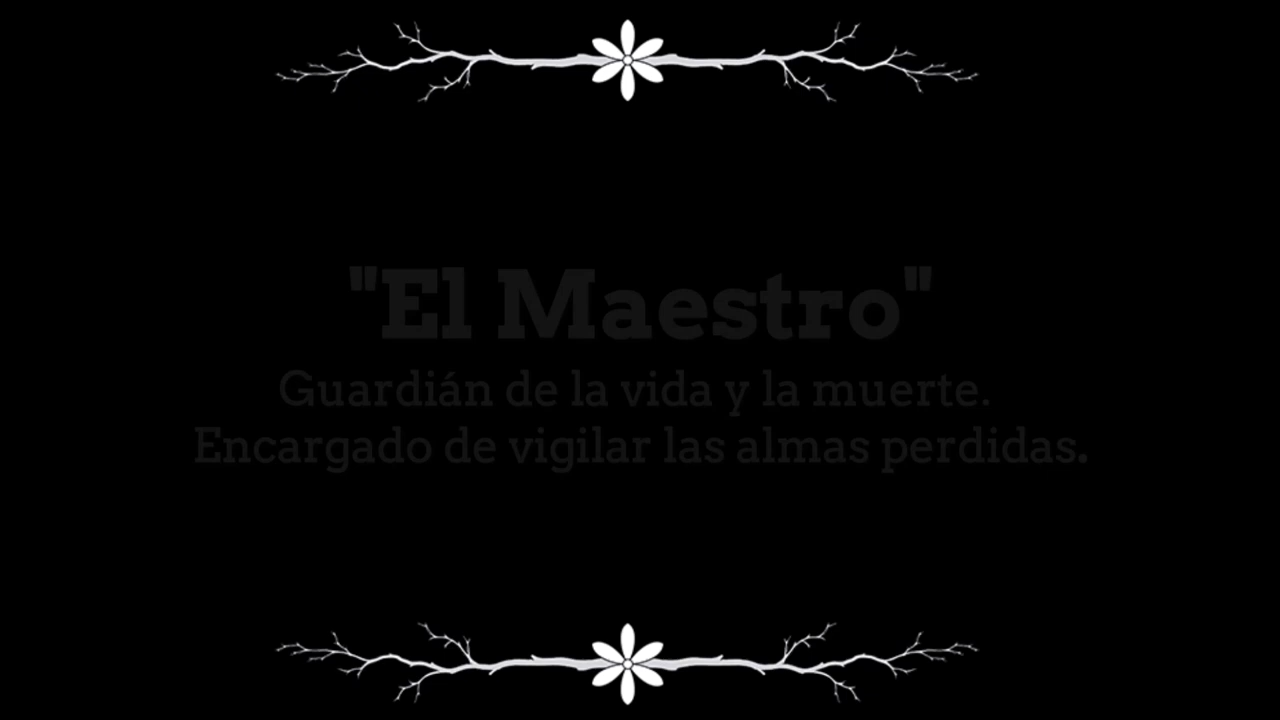 "El Maestro"
Guardián de la vida y la muerte.
Encargado de vigilar las almas perdidas.